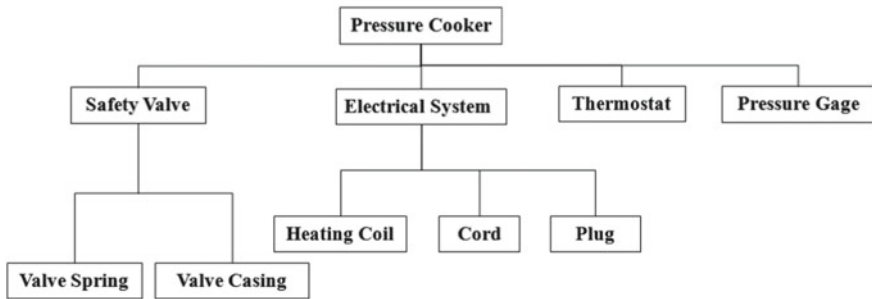 Pressure Cooker
Safety Valve
Electrical System
Thermostat
Pressure Gage
Heating Coil
Cord
Plug
Valve Spring
Valve Casing